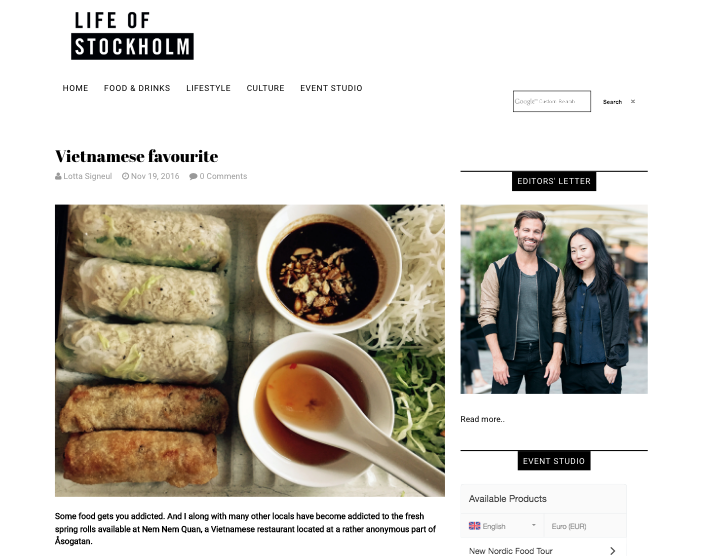 LIFE OF
STOCKHOLM
HOME FOOD & DRINKS LIFESTYLE CULTURE EVENT STUDIO
Google Custom Search Search ×
Vietnamese favourite
Lotta Signeul Nov 19, 2016 0 Comments
EDITORS' LETTER
Read more..
EVENT STUDIO
Available Products
English Euro (EUR)
New Nordic Food Tour
Some food gets you addicted. And I along with many other locals have become addicted to the fresh
spring rolls available at Nem Nem Quan, a Vietnamese restaurant located at a rather anonymous part of
Åsogatan.